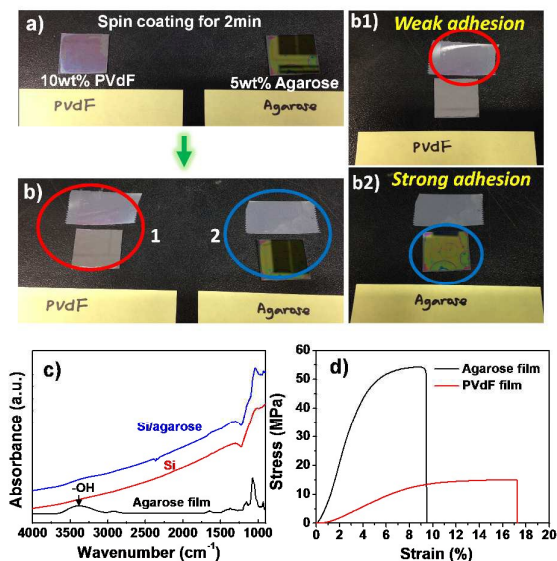 a)
Spin coating for 2min
10wt% PVdF
5wt% Agarose
PVdF
Agarose
b1)
Weak adhesion
PVdF
b)
1
2
PVdF
Agarose
b2)
Strong adhesion
Agarose
c)
Absorbance (a.u.)
Si/agarose
Si
-OH
Agarose film
4000
3000
2000
1000
Wavenumber (cm⁻¹)
d)
Agarose film
PVdF film
Stress (MPa)
60
50
40
30
20
10
0
0 2 4 6 8 10 12 14 16 18 20
Strain (%)